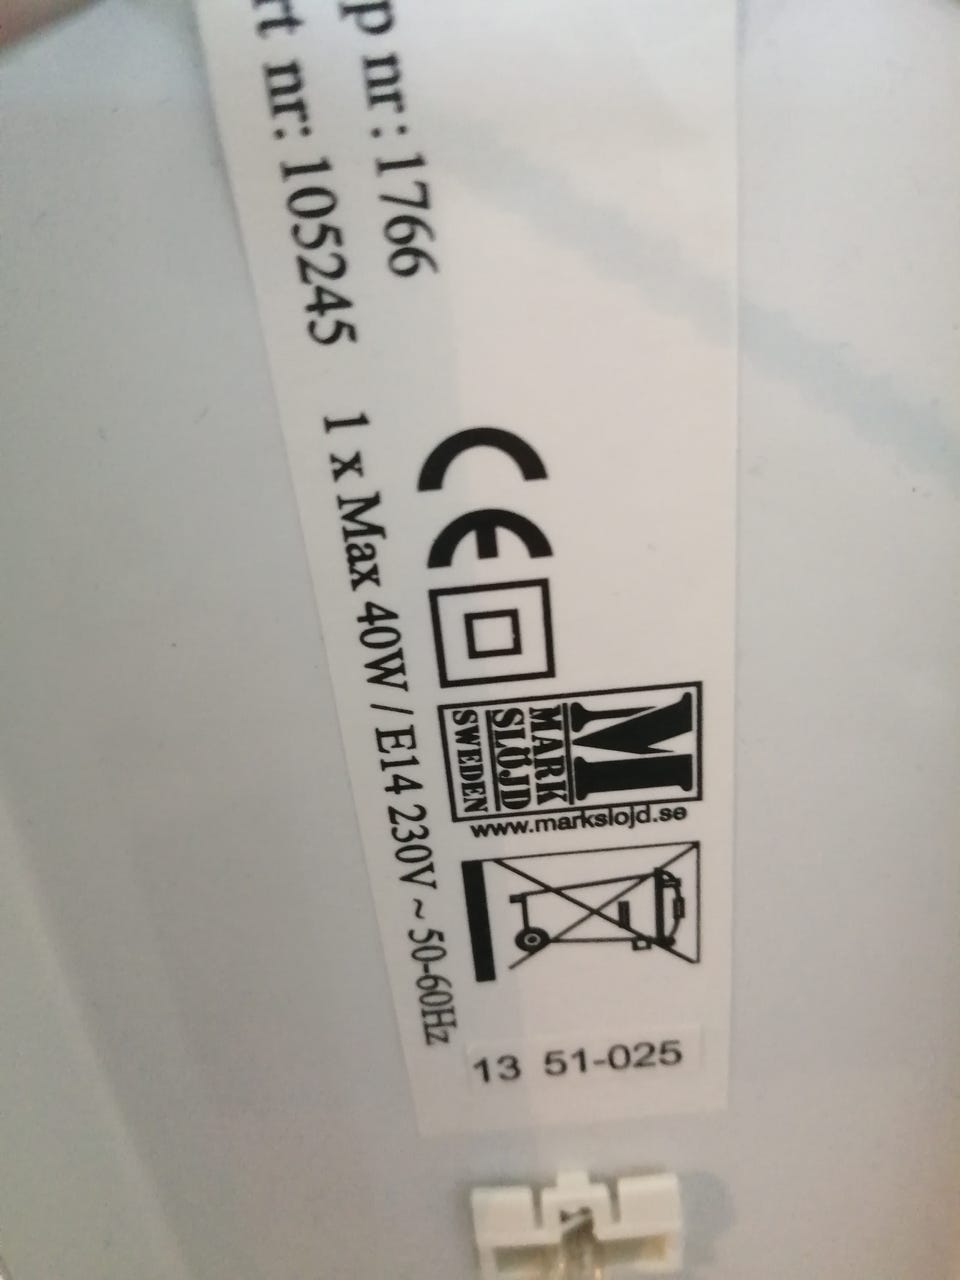 p nr: 1766
rt nr: 105245 1 x Max 40W / E14 230V ~ 50-60Hz
CE
M
MARK
SLÖJD
SWEDEN
www.markslojd.se
13 51-025